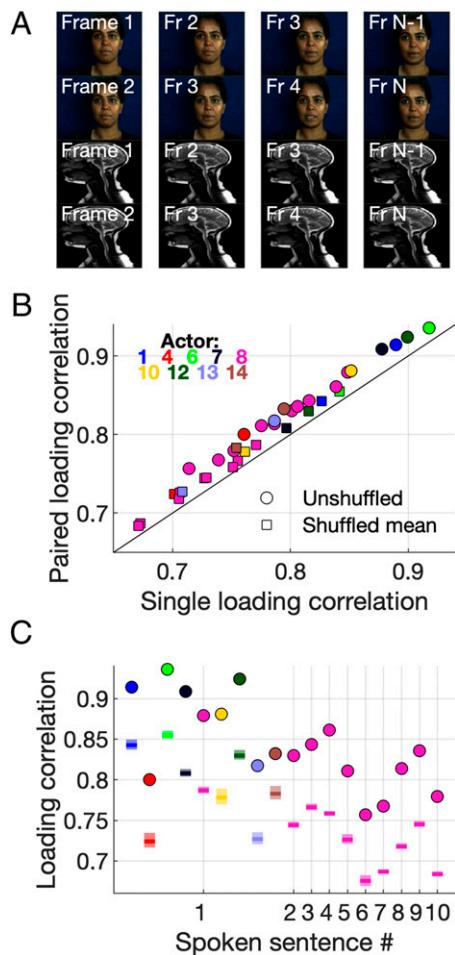 A
Frame 1 Fr 2 Fr 3 Fr N-1
Frame 2 Fr 3 Fr 4 Fr N
Frame 1 Fr 2 Fr 3 Fr N-1
Frame 2 Fr 3 Fr 4 Fr N
B
Paired loading correlation
0.9
0.8
0.7
Actor:
1 4 6 7 8
10 12 13 14
Unshuffled
Shuffled mean
0.7 0.8 0.9
Single loading correlation
C
Loading correlation
0.9
0.85
0.8
0.75
0.7
1 2 3 4 5 6 7 8 9 10
Spoken sentence #